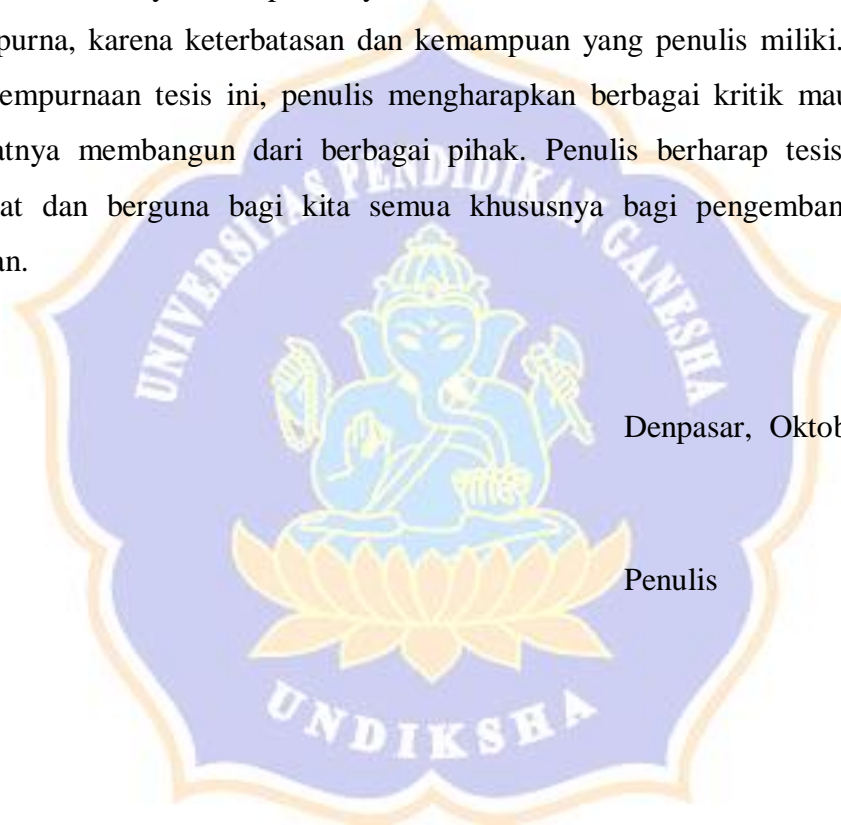 purna, karena keterbatasan dan kemampuan yang penulis miliki.
empurnaan tesis ini, penulis mengharapkan berbagai kritik mau
atnya membangun dari berbagai pihak. Penulis berharap tesis
at dan berguna bagi kita semua khususnya bagi pengemban
an.
UNIVERSITAS PENDIDIKAN GANESHA
Denpasar, Oktob
Penulis
UNDIKSHA